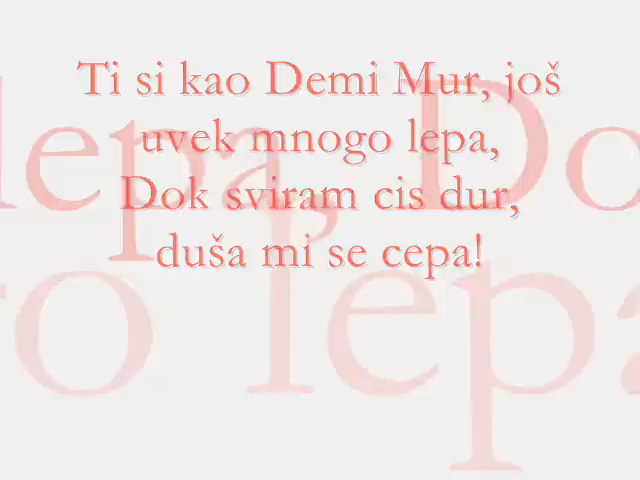 Ti si kao Demi Mur, još
uvek mnogo lepa,
Dok sviram cis dur,
duša mi se cepa!